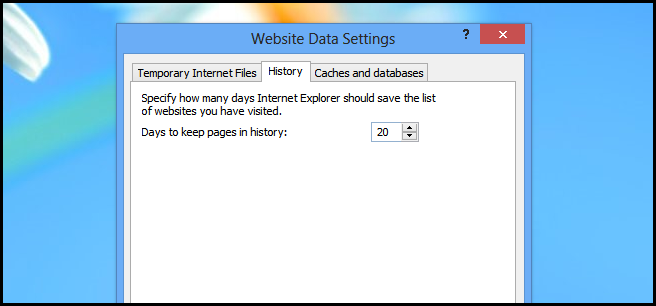 Website Data Settings
?
Temporary Internet Files History Caches and databases
Specify how many days Internet Explorer should save the list
of websites you have visited.
Days to keep pages in history: 20